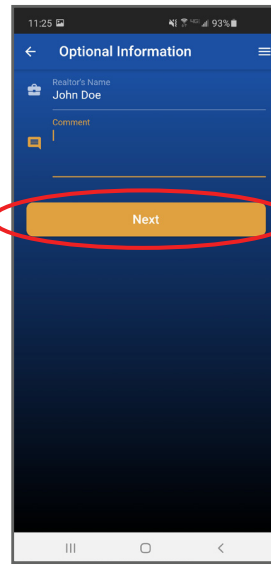 11:25 93%
Optional Information
Realtor's Name
John Doe
Comment
Next